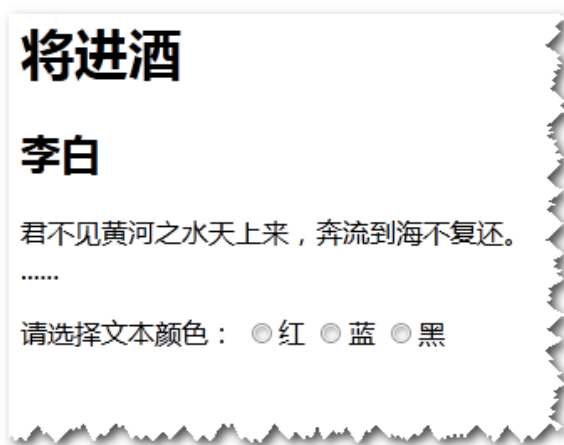 将进酒
李白
君不见黄河之水天上来，奔流到海不复还。
......
请选择文本颜色： 红 蓝 黑